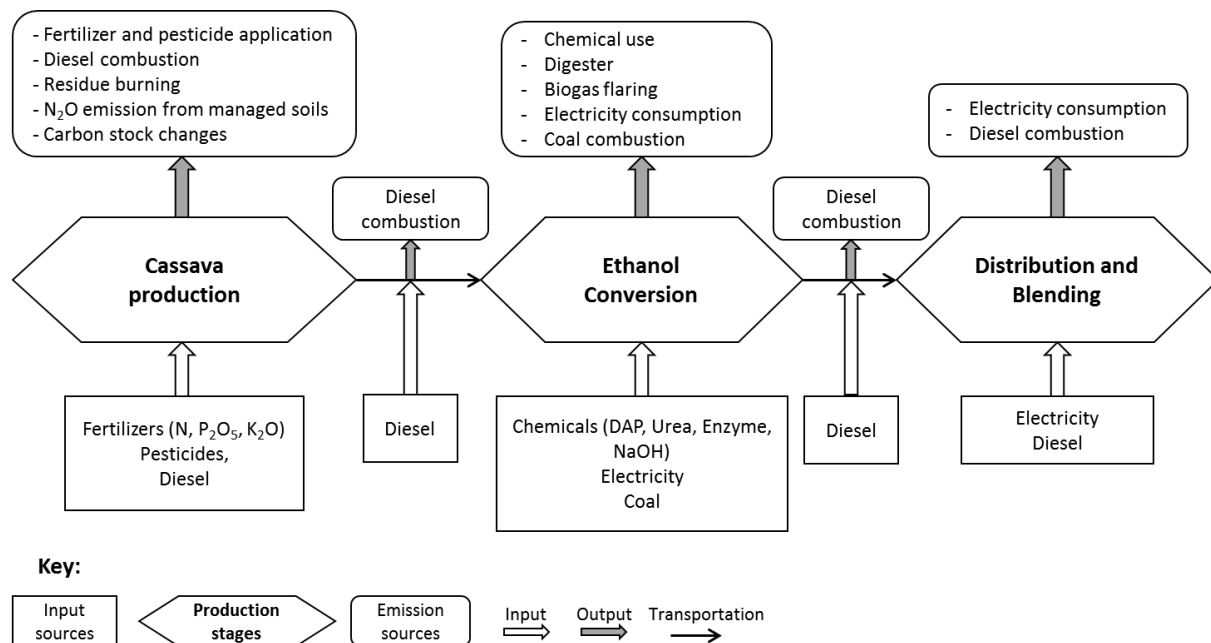 - Fertilizer and pesticide application
- Diesel combustion
- Residue burning
- N₂O emission from managed soils
- Carbon stock changes
- Chemical use
- Digester
- Biogas flaring
- Electricity consumption
- Coal combustion
- Electricity consumption
- Diesel combustion
Diesel
combustion
Diesel
combustion
Cassava
production
Ethanol
Conversion
Distribution and
Blending
Fertilizers (N, P₂O₅, K₂O)
Pesticides,
Diesel
Diesel
Chemicals (DAP, Urea, Enzyme,
NaOH)
Electricity
Coal
Diesel
Electricity
Diesel
Key:
Input
sources
Production
stages
Emission
sources
Input
Output
Transportation